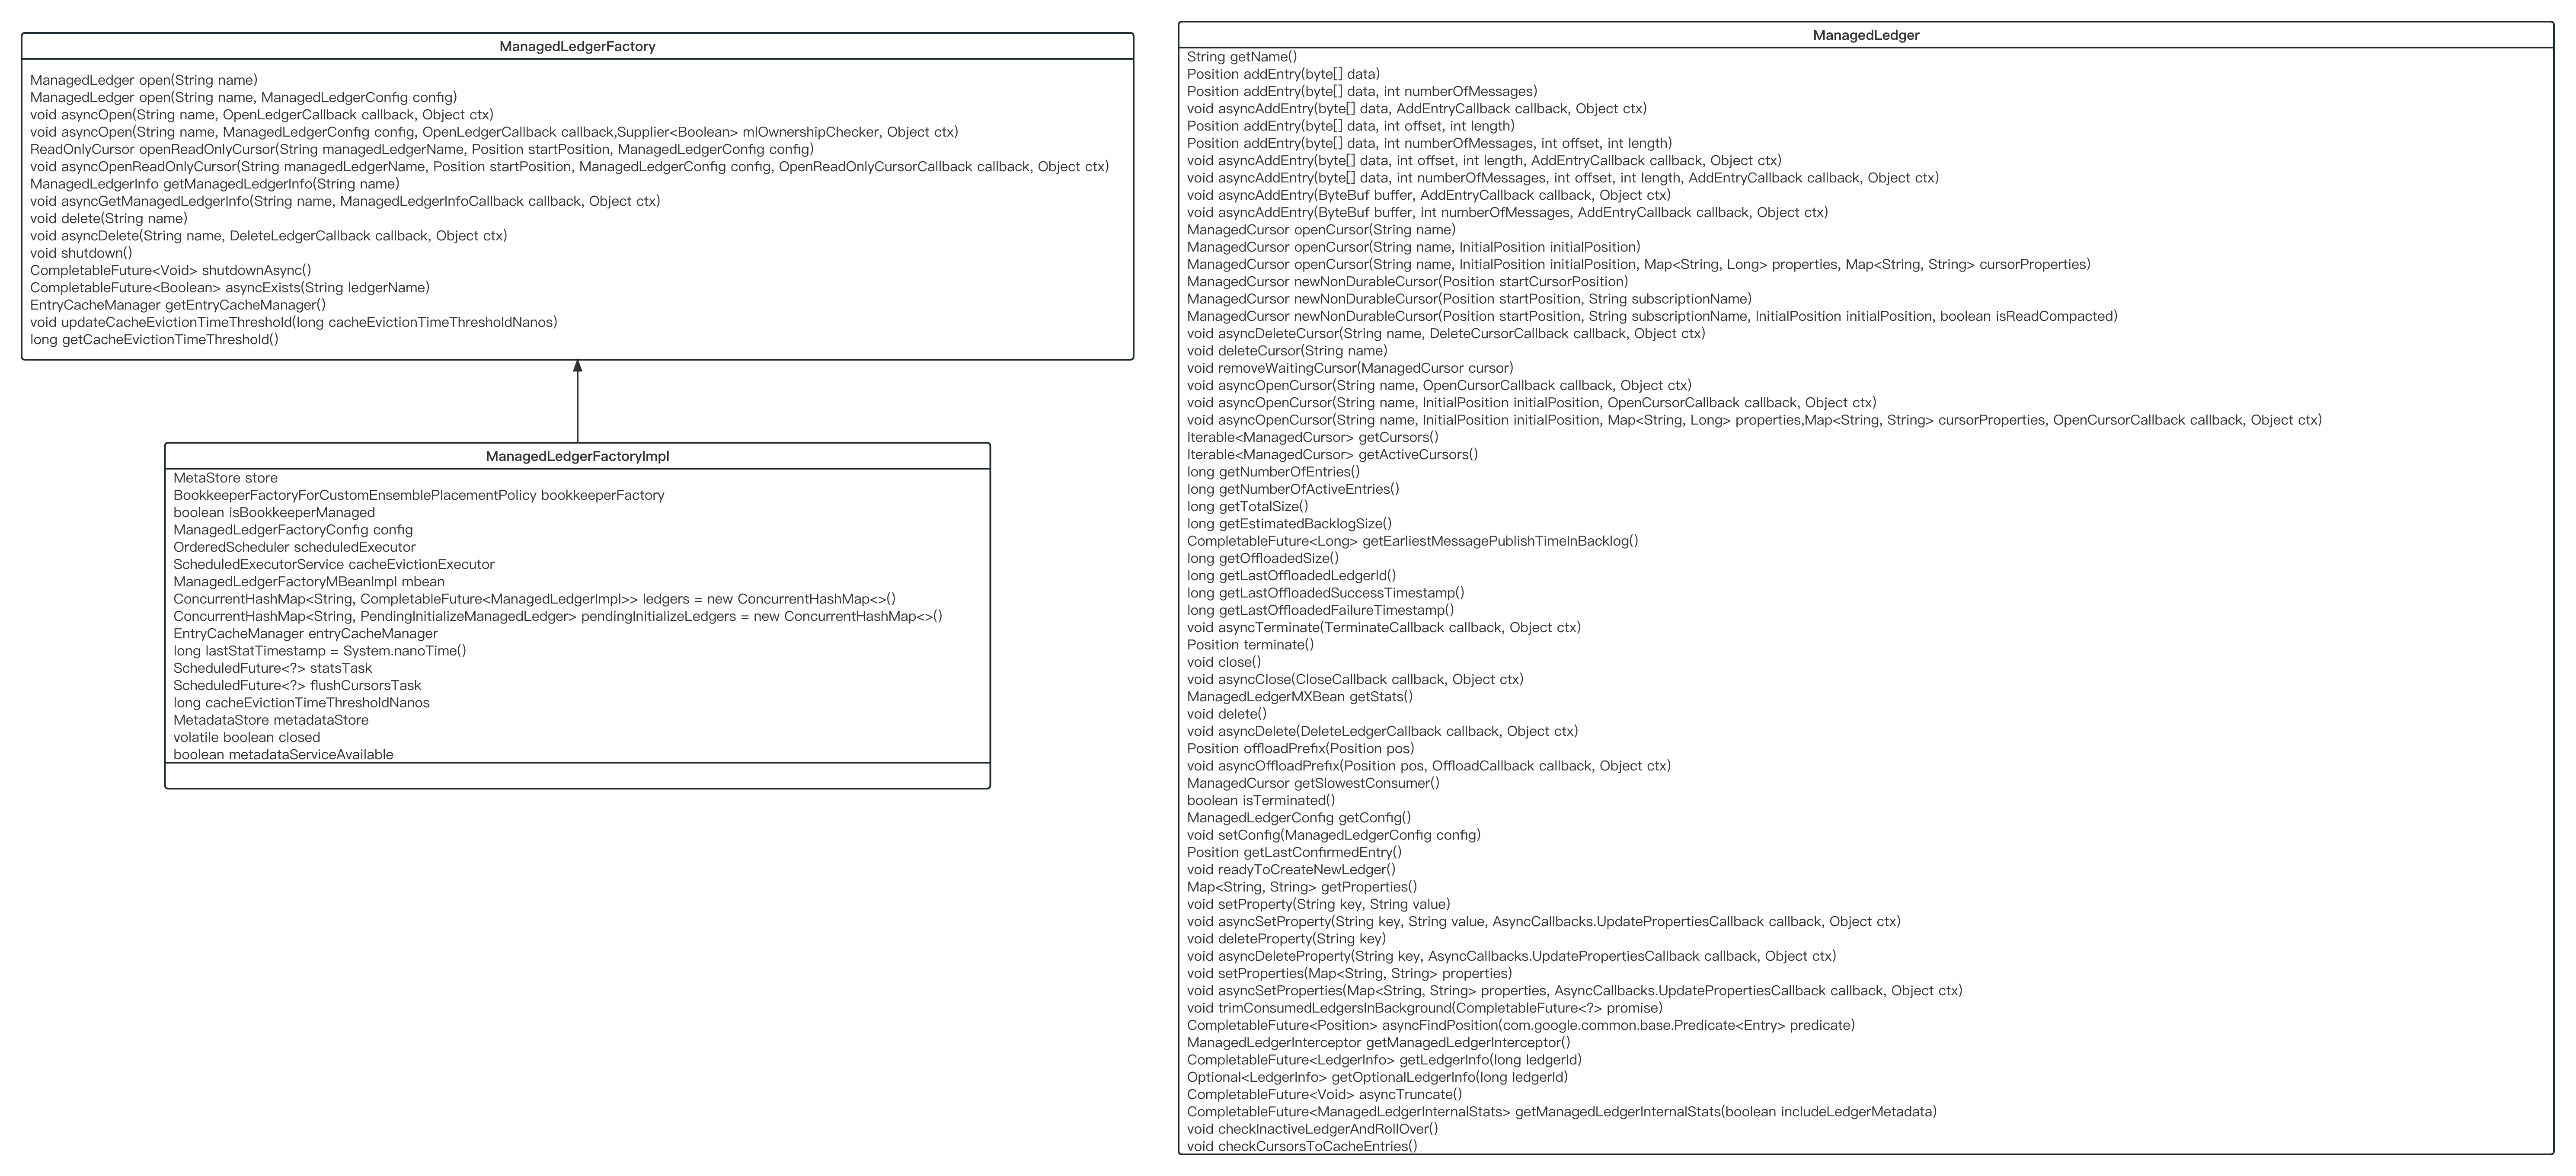 ManagedLedgerFactory
ManagedLedger open(String name)
ManagedLedger open(String name, ManagedLedgerConfig config)
void asyncOpen(String name, OpenLedgerCallback callback, Object ctx)
void asyncOpen(String name, ManagedLedgerConfig config, OpenLedgerCallback callback,Supplier<Boolean> mlOwnershipChecker, Object ctx)
ReadOnlyCursor openReadOnlyCursor(String managedLedgerName, Position startPosition, ManagedLedgerConfig config)
void asyncOpenReadOnlyCursor(String managedLedgerName, Position startPosition, ManagedLedgerConfig config, OpenReadOnlyCursorCallback callback, Object ctx)
ManagedLedgerInfo getManagedLedgerInfo(String name)
void asyncGetManagedLedgerInfo(String name, ManagedLedgerInfoCallback callback, Object ctx)
void delete(String name)
void asyncDelete(String name, DeleteLedgerCallback callback, Object ctx)
void shutdown()
CompletableFuture<Void> shutdownAsync()
CompletableFuture<Boolean> asyncExists(String ledgerName)
EntryCacheManager getEntryCacheManager()
void updateCacheEvictionTimeThreshold(long cacheEvictionTimeThresholdNanos)
long getCacheEvictionTimeThreshold()
ManagedLedgerFactoryImpl
MetaStore store
BookkeeperFactoryForCustomEnsemblePlacementPolicy bookkeeperFactory
boolean isBookkeeperManaged
ManagedLedgerFactoryConfig config
OrderedScheduler scheduledExecutor
ScheduledExecutorService cacheEvictionExecutor
ManagedLedgerFactoryMBeanImpl mbean
ConcurrentHashMap<String, CompletableFuture<ManagedLedgerImpl>> ledgers = new ConcurrentHashMap<>()
ConcurrentHashMap<String, PendingInitializeManagedLedger> pendingInitializeLedgers = new ConcurrentHashMap<>()
EntryCacheManager entryCacheManager
long lastStatTimestamp = System.nanoTime()
ScheduledFuture<?> statsTask
ScheduledFuture<?> flushCursorsTask
long cacheEvictionTimeThresholdNanos
MetadataStore metadataStore
volatile boolean closed
boolean metadataServiceAvailable
ManagedLedger
String getName()
Position addEntry(byte[] data)
Position addEntry(byte[] data, int numberOfMessages)
void asyncAddEntry(byte[] data, AddEntryCallback callback, Object ctx)
Position addEntry(byte[] data, int offset, int length)
Position addEntry(byte[] data, int numberOfMessages, int offset, int length)
void asyncAddEntry(byte[] data, int offset, int length, AddEntryCallback callback, Object ctx)
void asyncAddEntry(byte[] data, int numberOfMessages, int offset, int length, AddEntryCallback callback, Object ctx)
void asyncAddEntry(ByteBuf buffer, AddEntryCallback callback, Object ctx)
void asyncAddEntry(ByteBuf buffer, int numberOfMessages, AddEntryCallback callback, Object ctx)
ManagedCursor openCursor(String name)
ManagedCursor openCursor(String name, InitialPosition initialPosition)
ManagedCursor openCursor(String name, InitialPosition initialPosition, Map<String, Long> properties, Map<String, String> cursorProperties)
ManagedCursor newNonDurableCursor(Position startCursorPosition)
ManagedCursor newNonDurableCursor(Position startPosition, String subscriptionName)
ManagedCursor newNonDurableCursor(Position startPosition, String subscriptionName, InitialPosition initialPosition, boolean isReadCompacted)
void asyncDeleteCursor(String name, DeleteCursorCallback callback, Object ctx)
void deleteCursor(String name)
void removeWaitingCursor(ManagedCursor cursor)
void asyncOpenCursor(String name, OpenCursorCallback callback, Object ctx)
void asyncOpenCursor(String name, InitialPosition initialPosition, OpenCursorCallback callback, Object ctx)
void asyncOpenCursor(String name, InitialPosition initialPosition, Map<String, Long> properties,Map<String, String> cursorProperties, OpenCursorCallback callback, Object ctx)
Iterable<ManagedCursor> getCursors()
Iterable<ManagedCursor> getActiveCursors()
long getNumberOfEntries()
long getNumberOfActiveEntries()
long getTotalSize()
long getEstimatedBacklogSize()
CompletableFuture<Long> getEarliestMessagePublishTimeInBacklog()
long getOffloadedSize()
long getLastOffloadedLedgerId()
long getLastOffloadedSuccessTimestamp()
long getLastOffloadedFailureTimestamp()
void asyncTerminate(TerminateCallback callback, Object ctx)
Position terminate()
void close()
void asyncClose(CloseCallback callback, Object ctx)
ManagedLedgerMXBean getStats()
void delete()
void asyncDelete(DeleteLedgerCallback callback, Object ctx)
Position offloadPrefix(Position pos)
void asyncOffloadPrefix(Position pos, OffloadCallback callback, Object ctx)
ManagedCursor getSlowestConsumer()
boolean isTerminated()
ManagedLedgerConfig getConfig()
void setConfig(ManagedLedgerConfig config)
Position getLastConfirmedEntry()
void readyToCreateNewLedger()
Map<String, String> getProperties()
void setProperty(String key, String value)
void asyncSetProperty(String key, String value, AsyncCallbacks.UpdatePropertiesCallback callback, Object ctx)
void deleteProperty(String key)
void asyncDeleteProperty(String key, AsyncCallbacks.UpdatePropertiesCallback callback, Object ctx)
void setProperties(Map<String, String> properties)
void asyncSetProperties(Map<String, String> properties, AsyncCallbacks.UpdatePropertiesCallback callback, Object ctx)
void trimConsumedLedgersInBackground(CompletableFuture<?> promise)
CompletableFuture<Position> asyncFindPosition(com.google.common.base.Predicate<Entry> predicate)
ManagedLedgerInterceptor getManagedLedgerInterceptor()
CompletableFuture<LedgerInfo> getLedgerInfo(long ledgerId)
Optional<LedgerInfo> getOptionalLedgerInfo(long ledgerId)
CompletableFuture<Void> asyncTruncate()
CompletableFuture<ManagedLedgerInternalStats> getManagedLedgerInternalStats(boolean includeLedgerMetadata)
void checkInactiveLedgerAndRollOver()
void checkCursorsToCacheEntries()